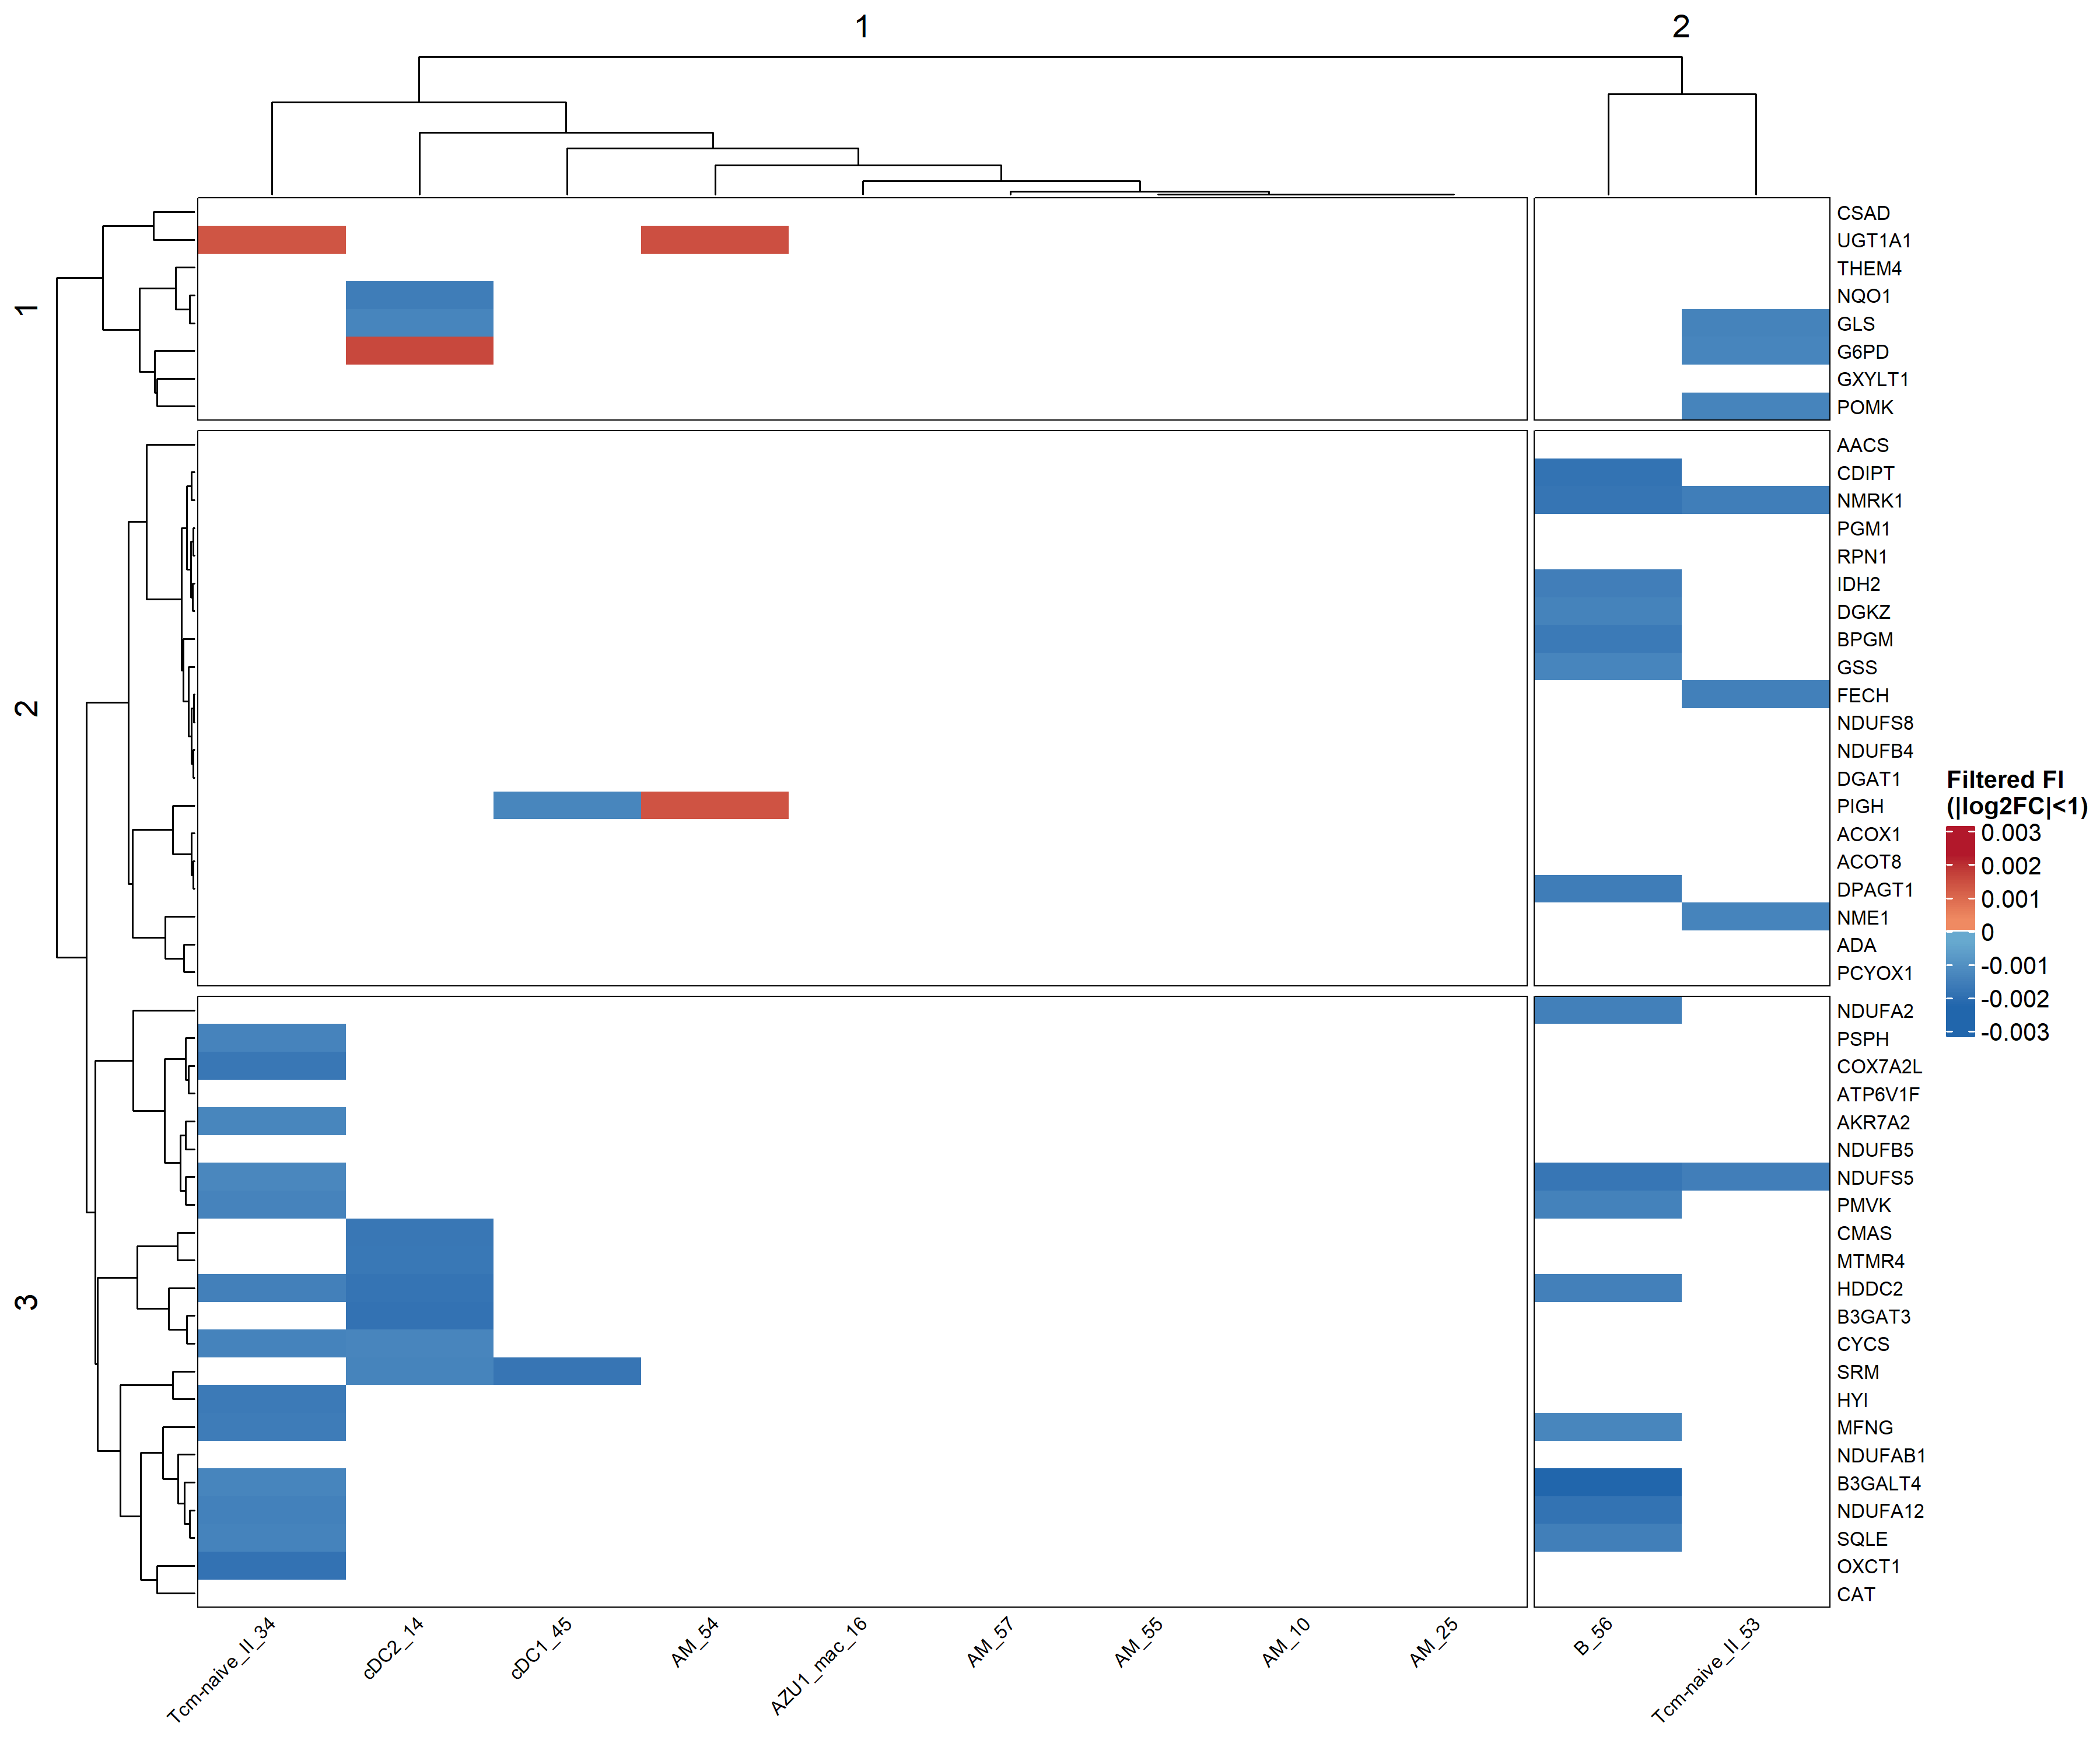 1
2
1
2
3
CSAD
UGT1A1
THEM4
NQO1
GLS
G6PD
GXYLT1
POMK
AACS
CDIPT
NMRK1
PGM1
RPN1
IDH2
DGKZ
BPGM
GSS
FECH
NDUFS8
NDUFB4
DGAT1
PIGH
ACOX1
ACOT8
DPAGT1
NME1
ADA
PCYOX1
NDUFA2
PSPH
COX7A2L
ATP6V1F
AKR7A2
NDUFB5
NDUFS5
PMVK
CMAS
MTMR4
HDDC2
B3GAT3
CYCS
SRM
HYI
MFNG
NDUFAB1
B3GALT4
NDUFA12
SQLE
OXCT1
CAT
Filtered FI
(|log2FC|<1)
0.003
0.002
0.001
0
-0.001
-0.002
-0.003
Tcm-naive_II_34
cDC2_14
cDC1_45
AM_54
AZU1_mac_16
AM_57
AM_55
AM_10
AM_25
B_56
Tcm-naive_II_53